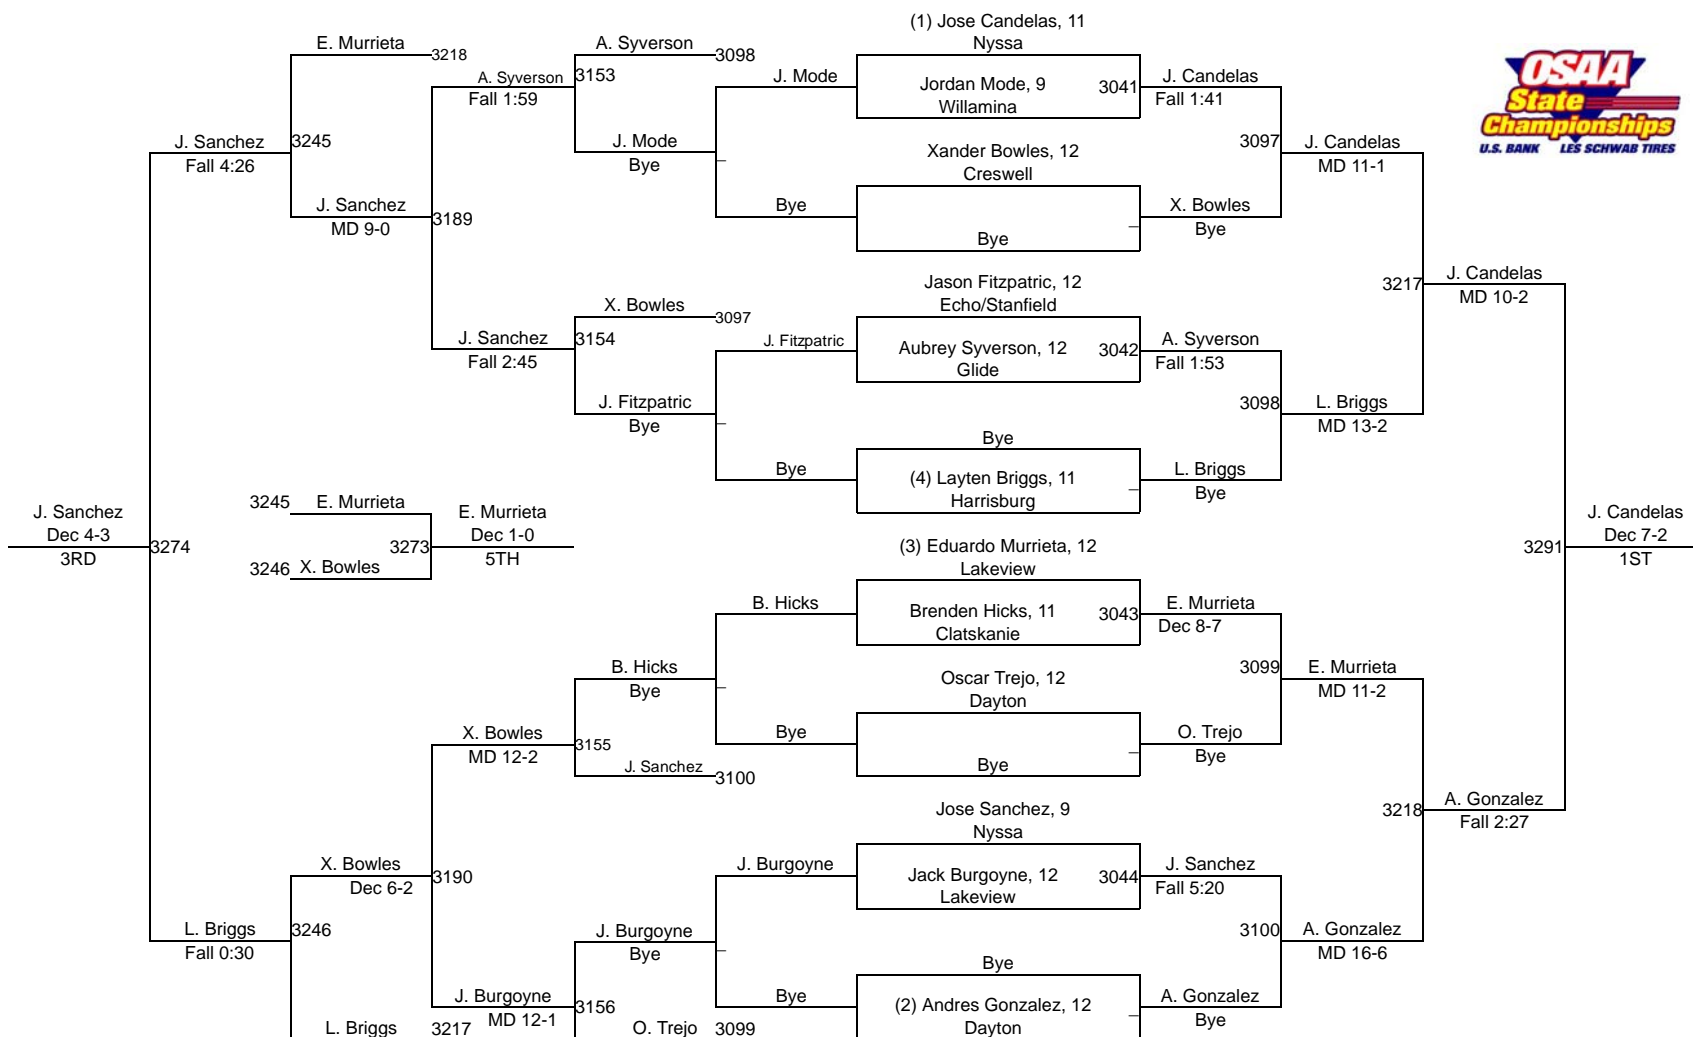 (1) Jose Candelas, 11
Nyssa
E. Murrieta
3218
A. Syverson
3098
J. Mode
A. Syverson
3153
Fall 1:59
Jordan Mode, 9
3041
Willamina
J. Candelas
Fall 1:41
OSAA
State
Championships
U.S. BANK LES SCHWAB TIRES
J. Sanchez
3245
Fall 4:26
J. Mode
Bye
Xander Bowles, 12
Creswell
3097
J. Candelas
MD 11-1
J. Sanchez
MD 9-0
3189
Bye
Bye
X. Bowles
Bye
Jason Fitzpatric, 12
Echo/Stanfield
3217
J. Candelas
MD 10-2
X. Bowles
3097
J. Sanchez
3154
Fall 2:45
J. Fitzpatric
Aubrey Syverson, 12
3042
Glide
A. Syverson
Fall 1:53
J. Fitzpatric
Bye
3098
L. Briggs
MD 13-2
Bye
Bye
(4) Layten Briggs, 11
Harrisburg
L. Briggs
Bye
3245
E. Murrieta
J. Sanchez
Dec 4-3
3RD
3274
3273
E. Murrieta
Dec 1-0
5TH
3246
X. Bowles
J. Candelas
Dec 7-2
1ST
3291
(3) Eduardo Murrieta, 12
Lakeview
B. Hicks
Brenden Hicks, 11
3043
Clatskanie
E. Murrieta
Dec 8-7
B. Hicks
Bye
Oscar Trejo, 12
Dayton
3099
E. Murrieta
MD 11-2
X. Bowles
MD 12-2
3155
J. Sanchez
3100
Bye
Bye
O. Trejo
Bye
Jose Sanchez, 9
Nyssa
3218
A. Gonzalez
Fall 2:27
X. Bowles
Dec 6-2
3190
J. Burgoyne
Jack Burgoyne, 12
3044
Lakeview
J. Sanchez
Fall 5:20
L. Briggs
3246
Fall 0:30
J. Burgoyne
Bye
3100
A. Gonzalez
MD 16-6
Bye
J. Burgoyne
MD 12-1
3156
Bye
(2) Andres Gonzalez, 12
Dayton
A. Gonzalez
Bye
L. Briggs
3217
O. Trejo
3099